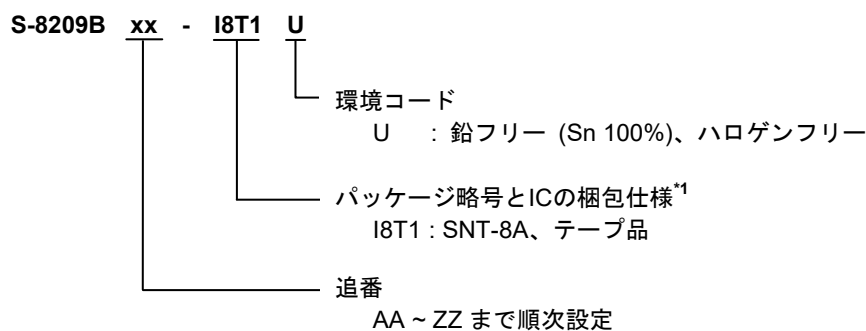 S-8209B xx - I8T1 U
環境コード
U : 鉛フリー (Sn 100%)、ハロゲンフリー
パッケージ略号とICの梱包仕様*1
I8T1 : SNT-8A、テープ品
追番
AA ~ ZZ まで順次設定